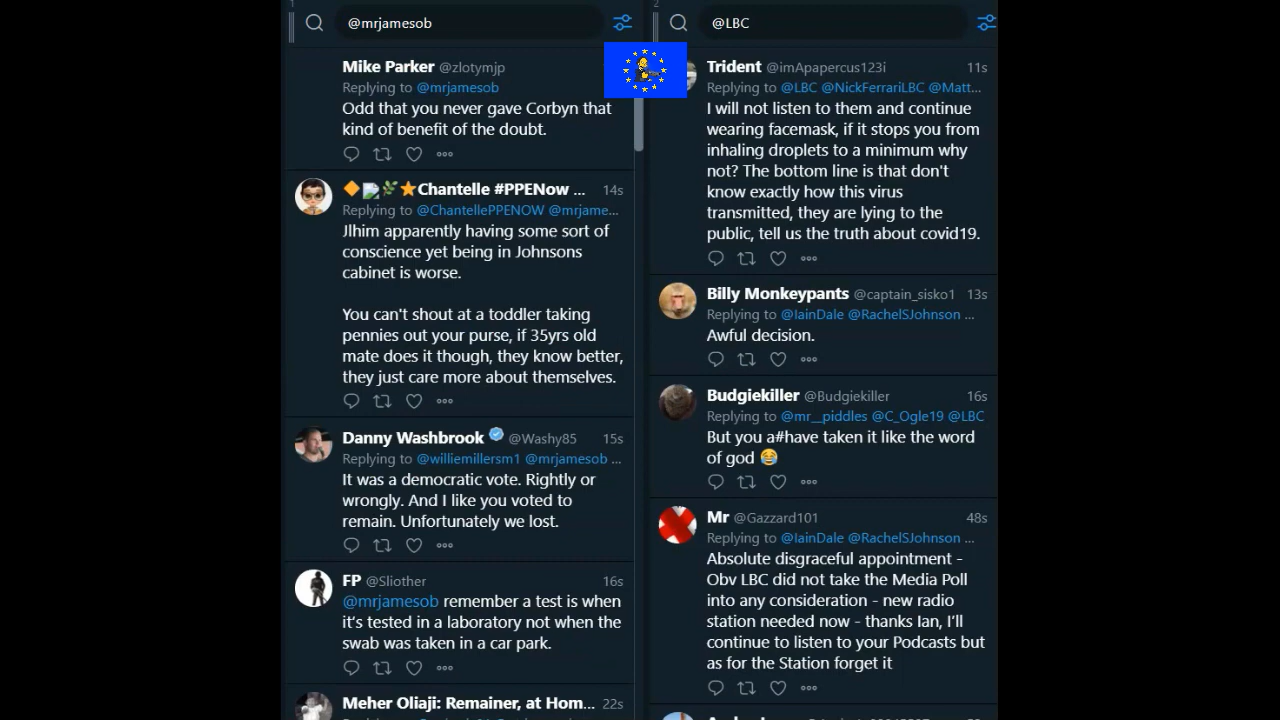 1
@mrjamesob
Mike Parker @zlotymjp
Replying to @mrjamesob
Odd that you never gave Corbyn that
kind of benefit of the doubt.
Chantelle #PPENow ... 14s
Replying to @ChantellePPENOW @mrjame...
Jlhim apparently having some sort of
conscience yet being in Johnsons
cabinet is worse.
You can't shout at a toddler taking
pennies out your purse, if 35yrs old
mate does it though, they know better,
they just care more about themselves.
Danny Washbrook @Washy85 15s
Replying to @williemillersm1 @mrjamesob ...
It was a democratic vote. Rightly or
wrongly. And I like you voted to
remain. Unfortunately we lost.
FP @Sliother 16s
@mrjamesob remember a test is when
it's tested in a laboratory not when the
swab was taken in a car park.
Meher Oliaji: Remainer, at Hom... 22s
2
@LBC
Trident @imApapercus123i 11s
Replying to @LBC @NickFerrariLBC @Matt...
I will not listen to them and continue
wearing facemask, if it stops you from
inhaling droplets to a minimum why
not? The bottom line is that don't
know exactly how this virus
transmitted, they are lying to the
public, tell us the truth about covid19.
Billy Monkeypants @captain_sisko1 13s
Replying to @IainDale @RachelSJohnson ...
Awful decision.
Budgiekiller @Budgiekiller 16s
Replying to @mr__piddles @C_Ogle19 @LBC
But you a#have taken it like the word
of god 😂
Mr @Gazzard101 48s
Replying to @IainDale @RachelSJohnson ...
Absolute disgraceful appointment -
Obv LBC did not take the Media Poll
into any consideration - new radio
station needed now - thanks Ian, I'll
continue to listen to your Podcasts but
as for the Station forget it